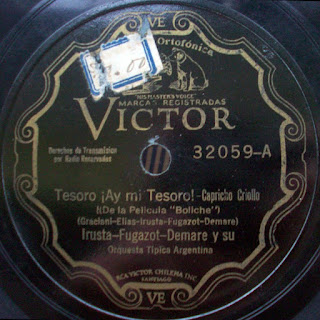 VE
Ortofónica
"HIS MASTER'S VOICE"
MARCAS REGISTRADAS
VICTOR
Derechos de Transmisión
por Radio Reservados
32059-A
Tesoro ¡Ay mi Tesoro! - Capricho Criollo
(De la Película "Boliche")
(Graciani-Elias-Irusta-Fugazot-Demare)
Irusta-Fugazot-Demare y su
Orquesta Típica Argentina
RCA VICTOR CHILENA INC
SANTIAGO
VE